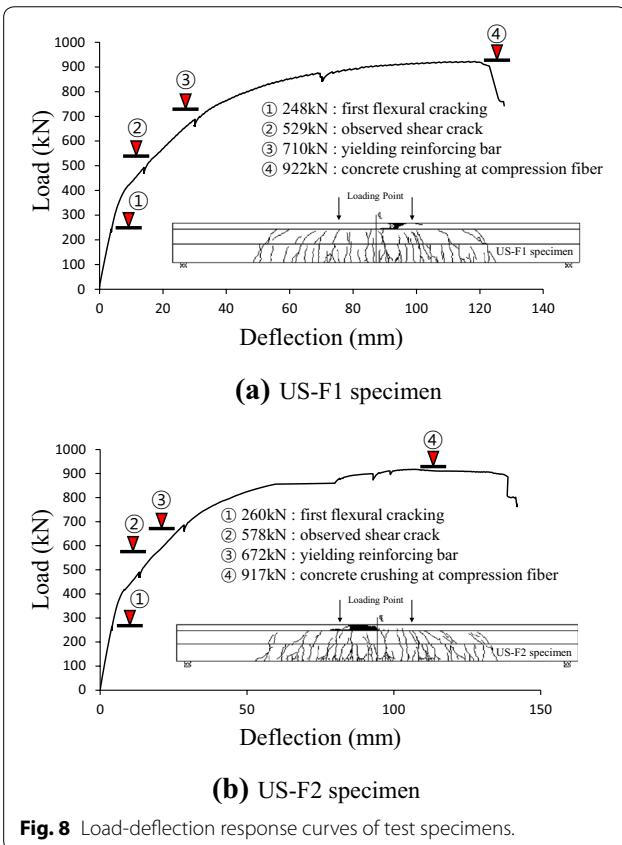 ④
1000
900
800
700
600
500
400
300
200
100
0
Load (kN)
③
②
①
① 248kN : first flexural cracking
② 529kN : observed shear crack
③ 710kN : yielding reinforcing bar
④ 922kN : concrete crushing at compression fiber
Loading Point
℄
US-F1 specimen
0 20 40 60 80 100 120 140
Deflection (mm)
(a) US-F1 specimen
④
1000
900
800
700
600
500
400
300
200
100
0
Load (kN)
③
②
①
① 260kN : first flexural cracking
② 578kN : observed shear crack
③ 672kN : yielding reinforcing bar
④ 917kN : concrete crushing at compression fiber
Loading Point
℄
US-F2 specimen
0 50 100 150
Deflection (mm)
(b) US-F2 specimen
Fig. 8 Load-deflection response curves of test specimens.